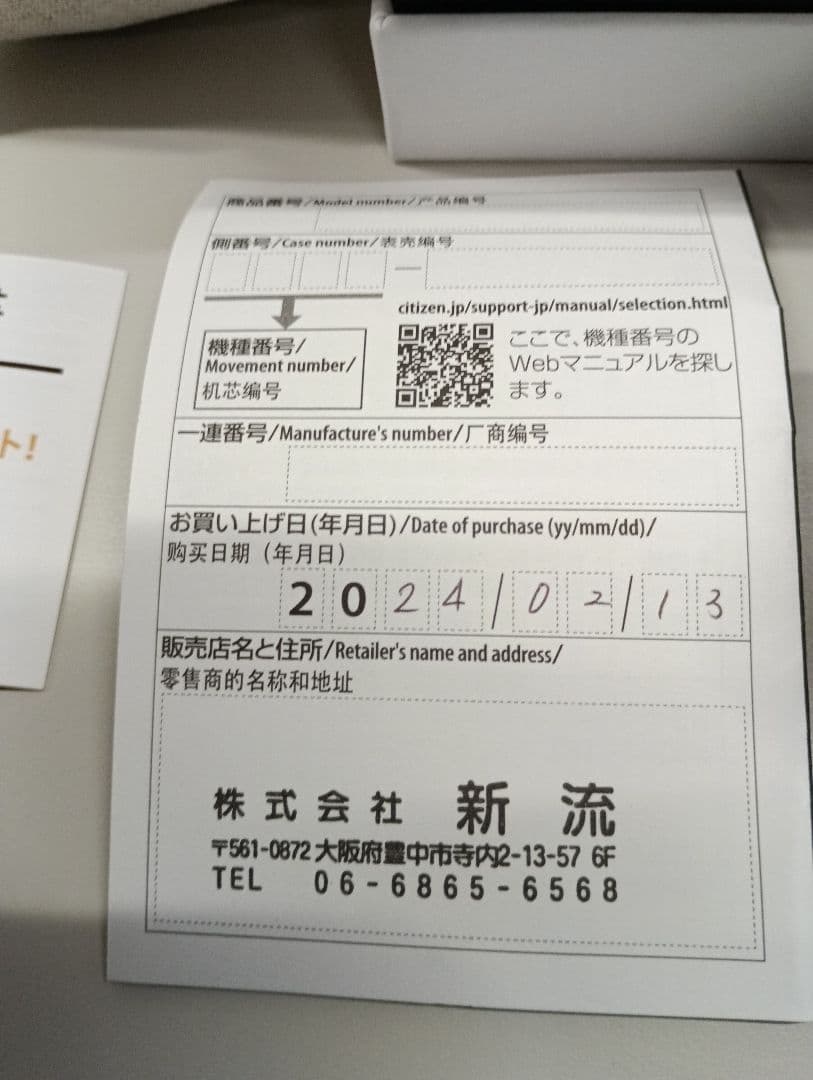 商品番号/Model number/产品编号
側番号/Case number/表壳编号
citizen.jp/support-jp/manual/selection.html
機種番号/
Movement number/
机芯编号
ここで、機種番号の
Webマニュアルを探し
ます。
一連番号/Manufacture's number/厂商编号
お買い上げ日(年月日)/Date of purchase (yy/mm/dd)/
购买日期（年月日）
2024/02/13
販売店名と住所/Retailer's name and address/
零售商的名称和地址
株式会社 新流
〒561-0872 大阪府豊中市寺内2-13-57 6F
TEL 06-6865-6568
ト!